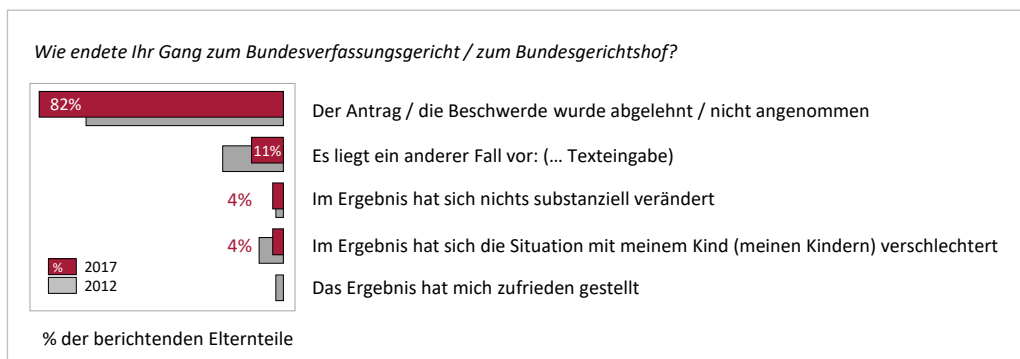 Wie endete Ihr Gang zum Bundesverfassungsgericht / zum Bundesgerichtshof?
82% Der Antrag / die Beschwerde wurde abgelehnt / nicht angenommen
11% Es liegt ein anderer Fall vor: (... Texteingabe)
4% Im Ergebnis hat sich nichts substanziell verändert
4% Im Ergebnis hat sich die Situation mit meinem Kind (meinen Kindern) verschlechtert
% 2017
2012
Das Ergebnis hat mich zufrieden gestellt
% der berichtenden Elternteile